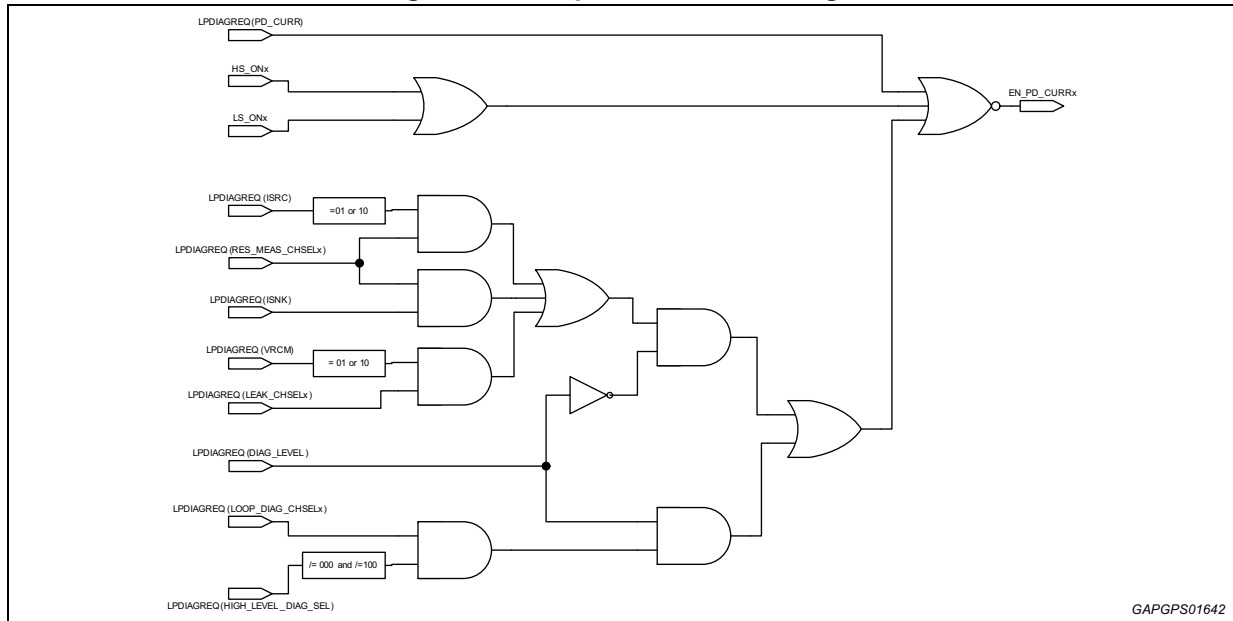 LPDIAGREQ(PD_CURR)
HS_ONx
EN_PD_CURRx
LS_ONx
LPDIAGREQ (ISRC)
=01 or 10
LPDIAGREQ(RES_MEAS_CHSELx)
LPDIAGREQ(ISNK)
LPDIAGREQ (VRCM)
= 01 or 10
LPDIAGREQ (LEAK_CHSELx)
LPDIAGREQ (DIAG_LEVEL)
LPDIAGREQ (LOOP_DIAG_CHSELx)
/= 000 and /=100
LPDIAGREQ(HIGH_LEVEL_DIAG_SEL)
GAPGPS01642